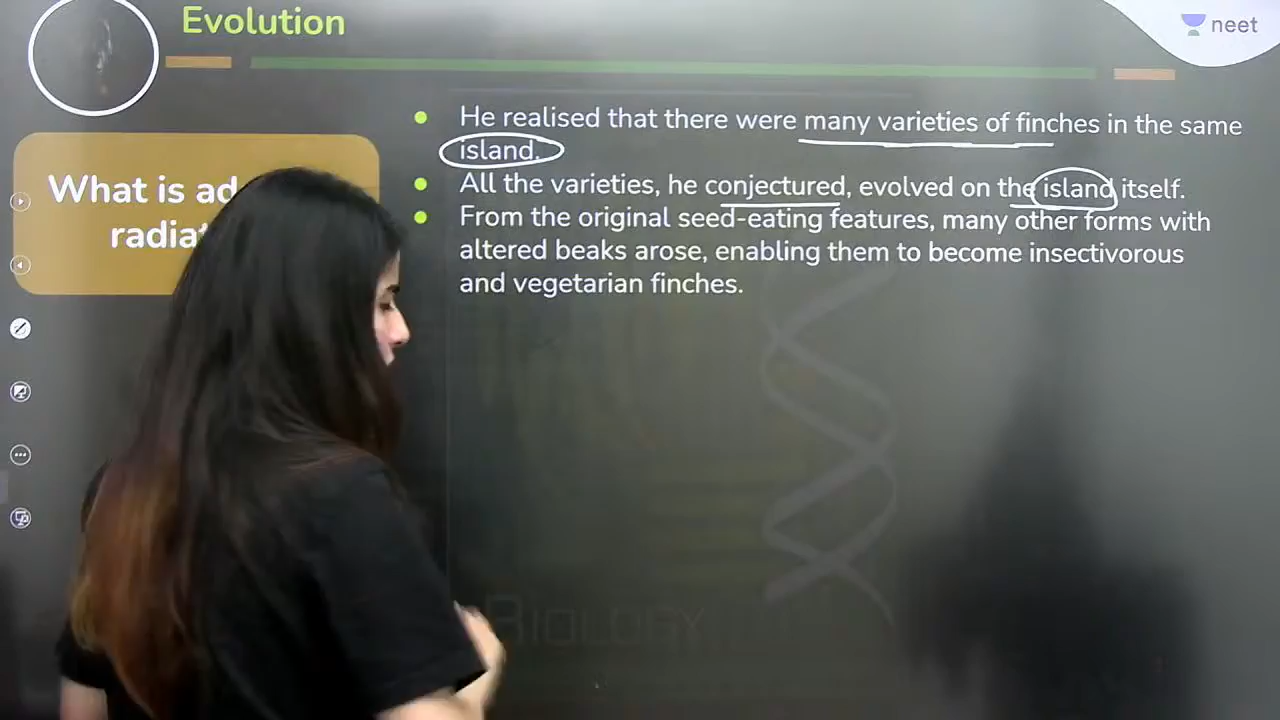 Evolution
neet
He realised that there were many varieties of finches in the same
island.
What is
All the varieties, he conjectured, evolved on the island itself.
From the original seed-eating features, many other forms with
altered beaks arose, enabling them to become insectivorous
and vegetarian finches.
BIOLOGY